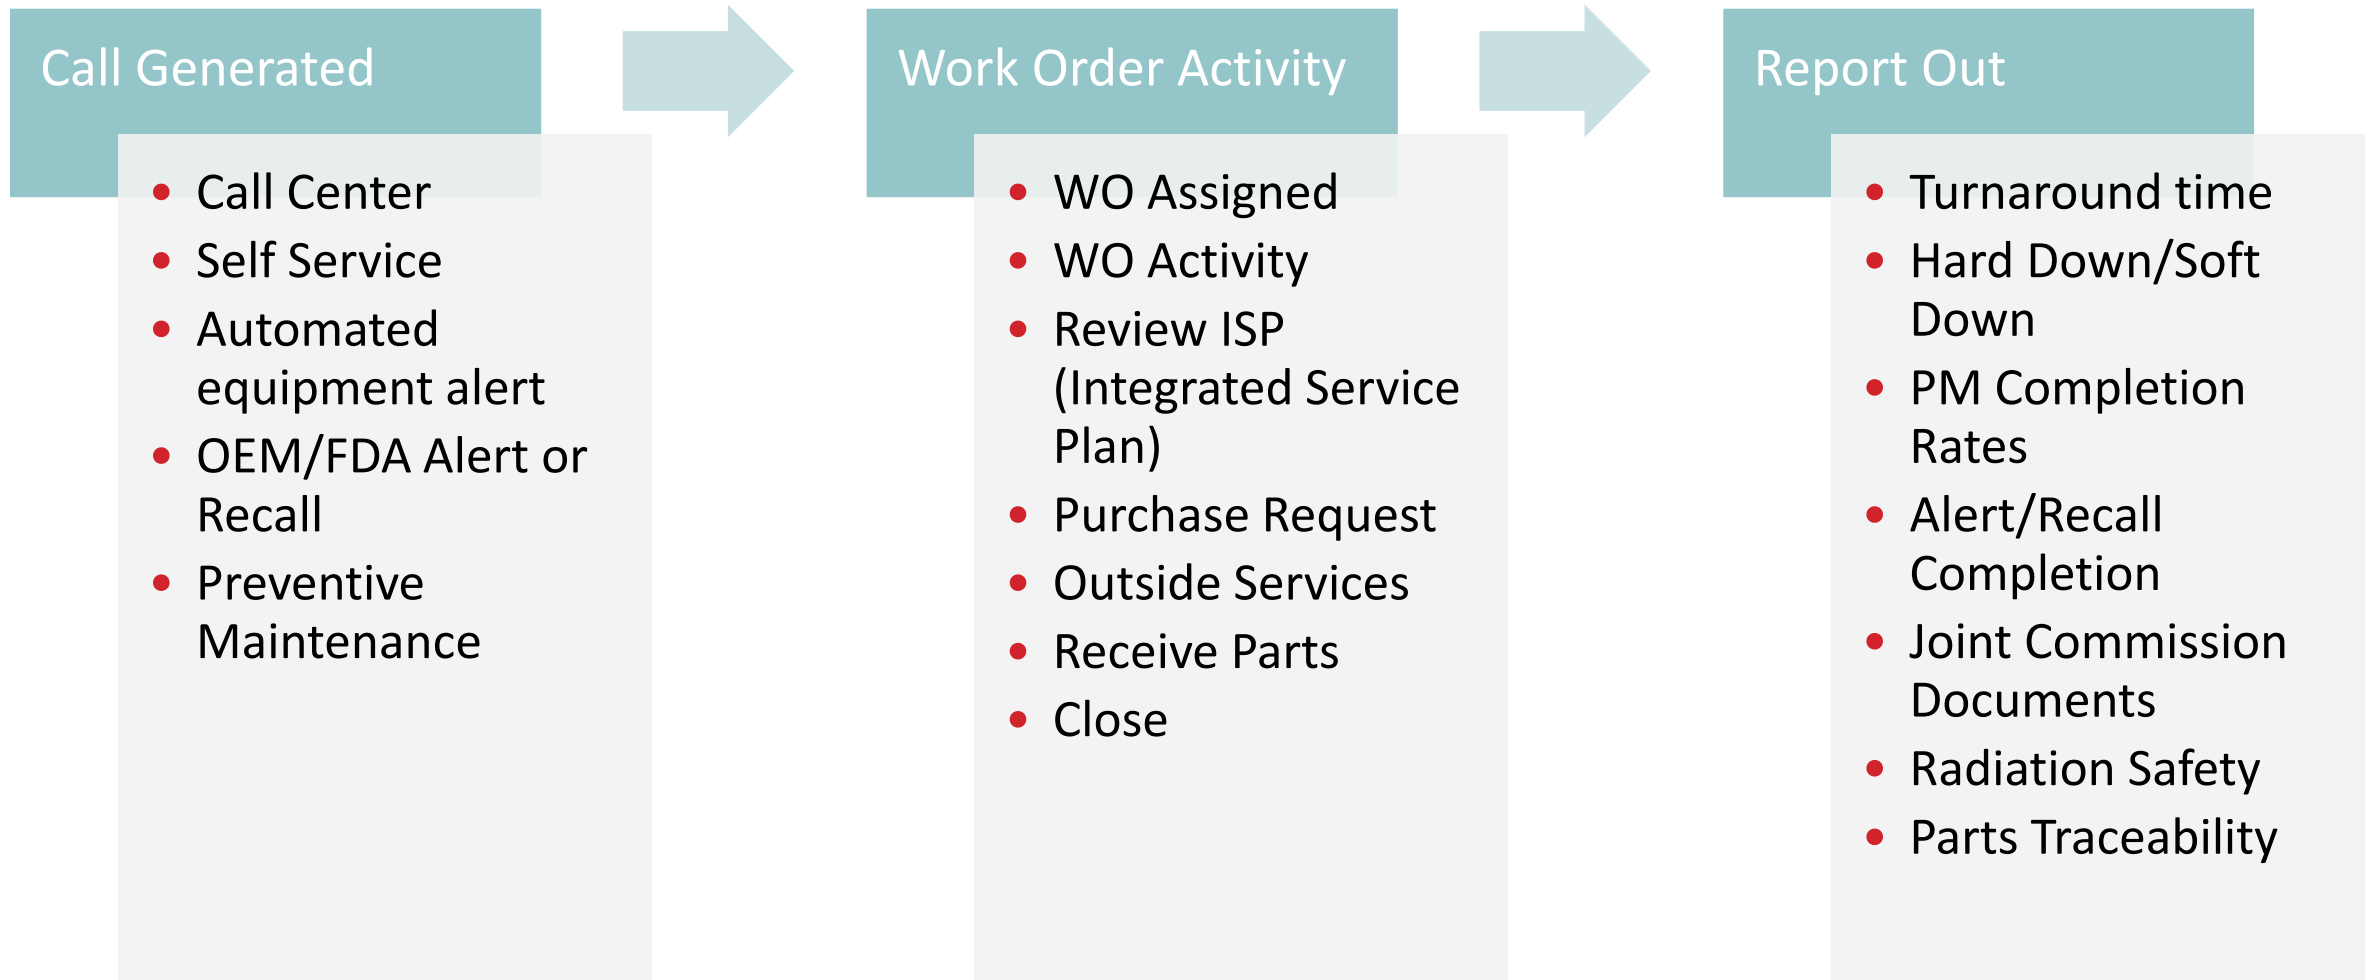 Call Generated
• Call Center
• Self Service
• Automated
equipment alert
• OEM/FDA Alert or
Recall
• Preventive
Maintenance
Work Order Activity
• WO Assigned
• WO Activity
• Review ISP
(Integrated Service
Plan)
• Purchase Request
• Outside Services
• Receive Parts
• Close
Report Out
• Turnaround time
• Hard Down/Soft
Down
• PM Completion
Rates
• Alert/Recall
Completion
• Joint Commission
Documents
• Radiation Safety
• Parts Traceability